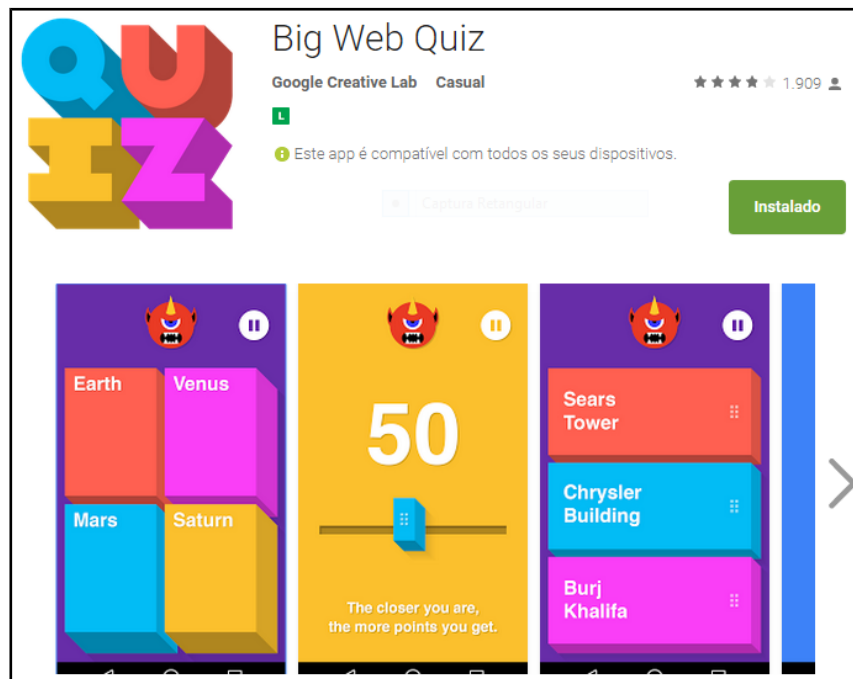 QU
IZ
Big Web Quiz
Google Creative Lab Casual
1.909
L
Este app é compatível com todos os seus dispositivos.
Captura Retangular
Instalado
Earth Venus
Mars Saturn
50
The closer you are,
the more points you get.
Sears
Tower
Chrysler
Building
Burj
Khalifa